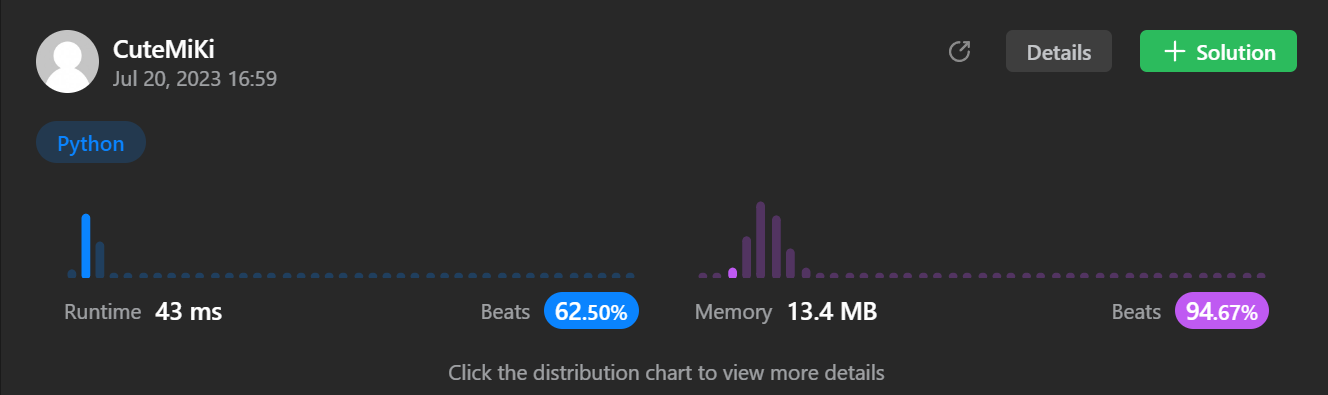 CuteMiKi
Jul 20, 2023 16:59
Details
+ Solution
Python
Runtime 43 ms
Beats 62.50%
Memory 13.4 MB
Beats 94.67%
Click the distribution chart to view more details